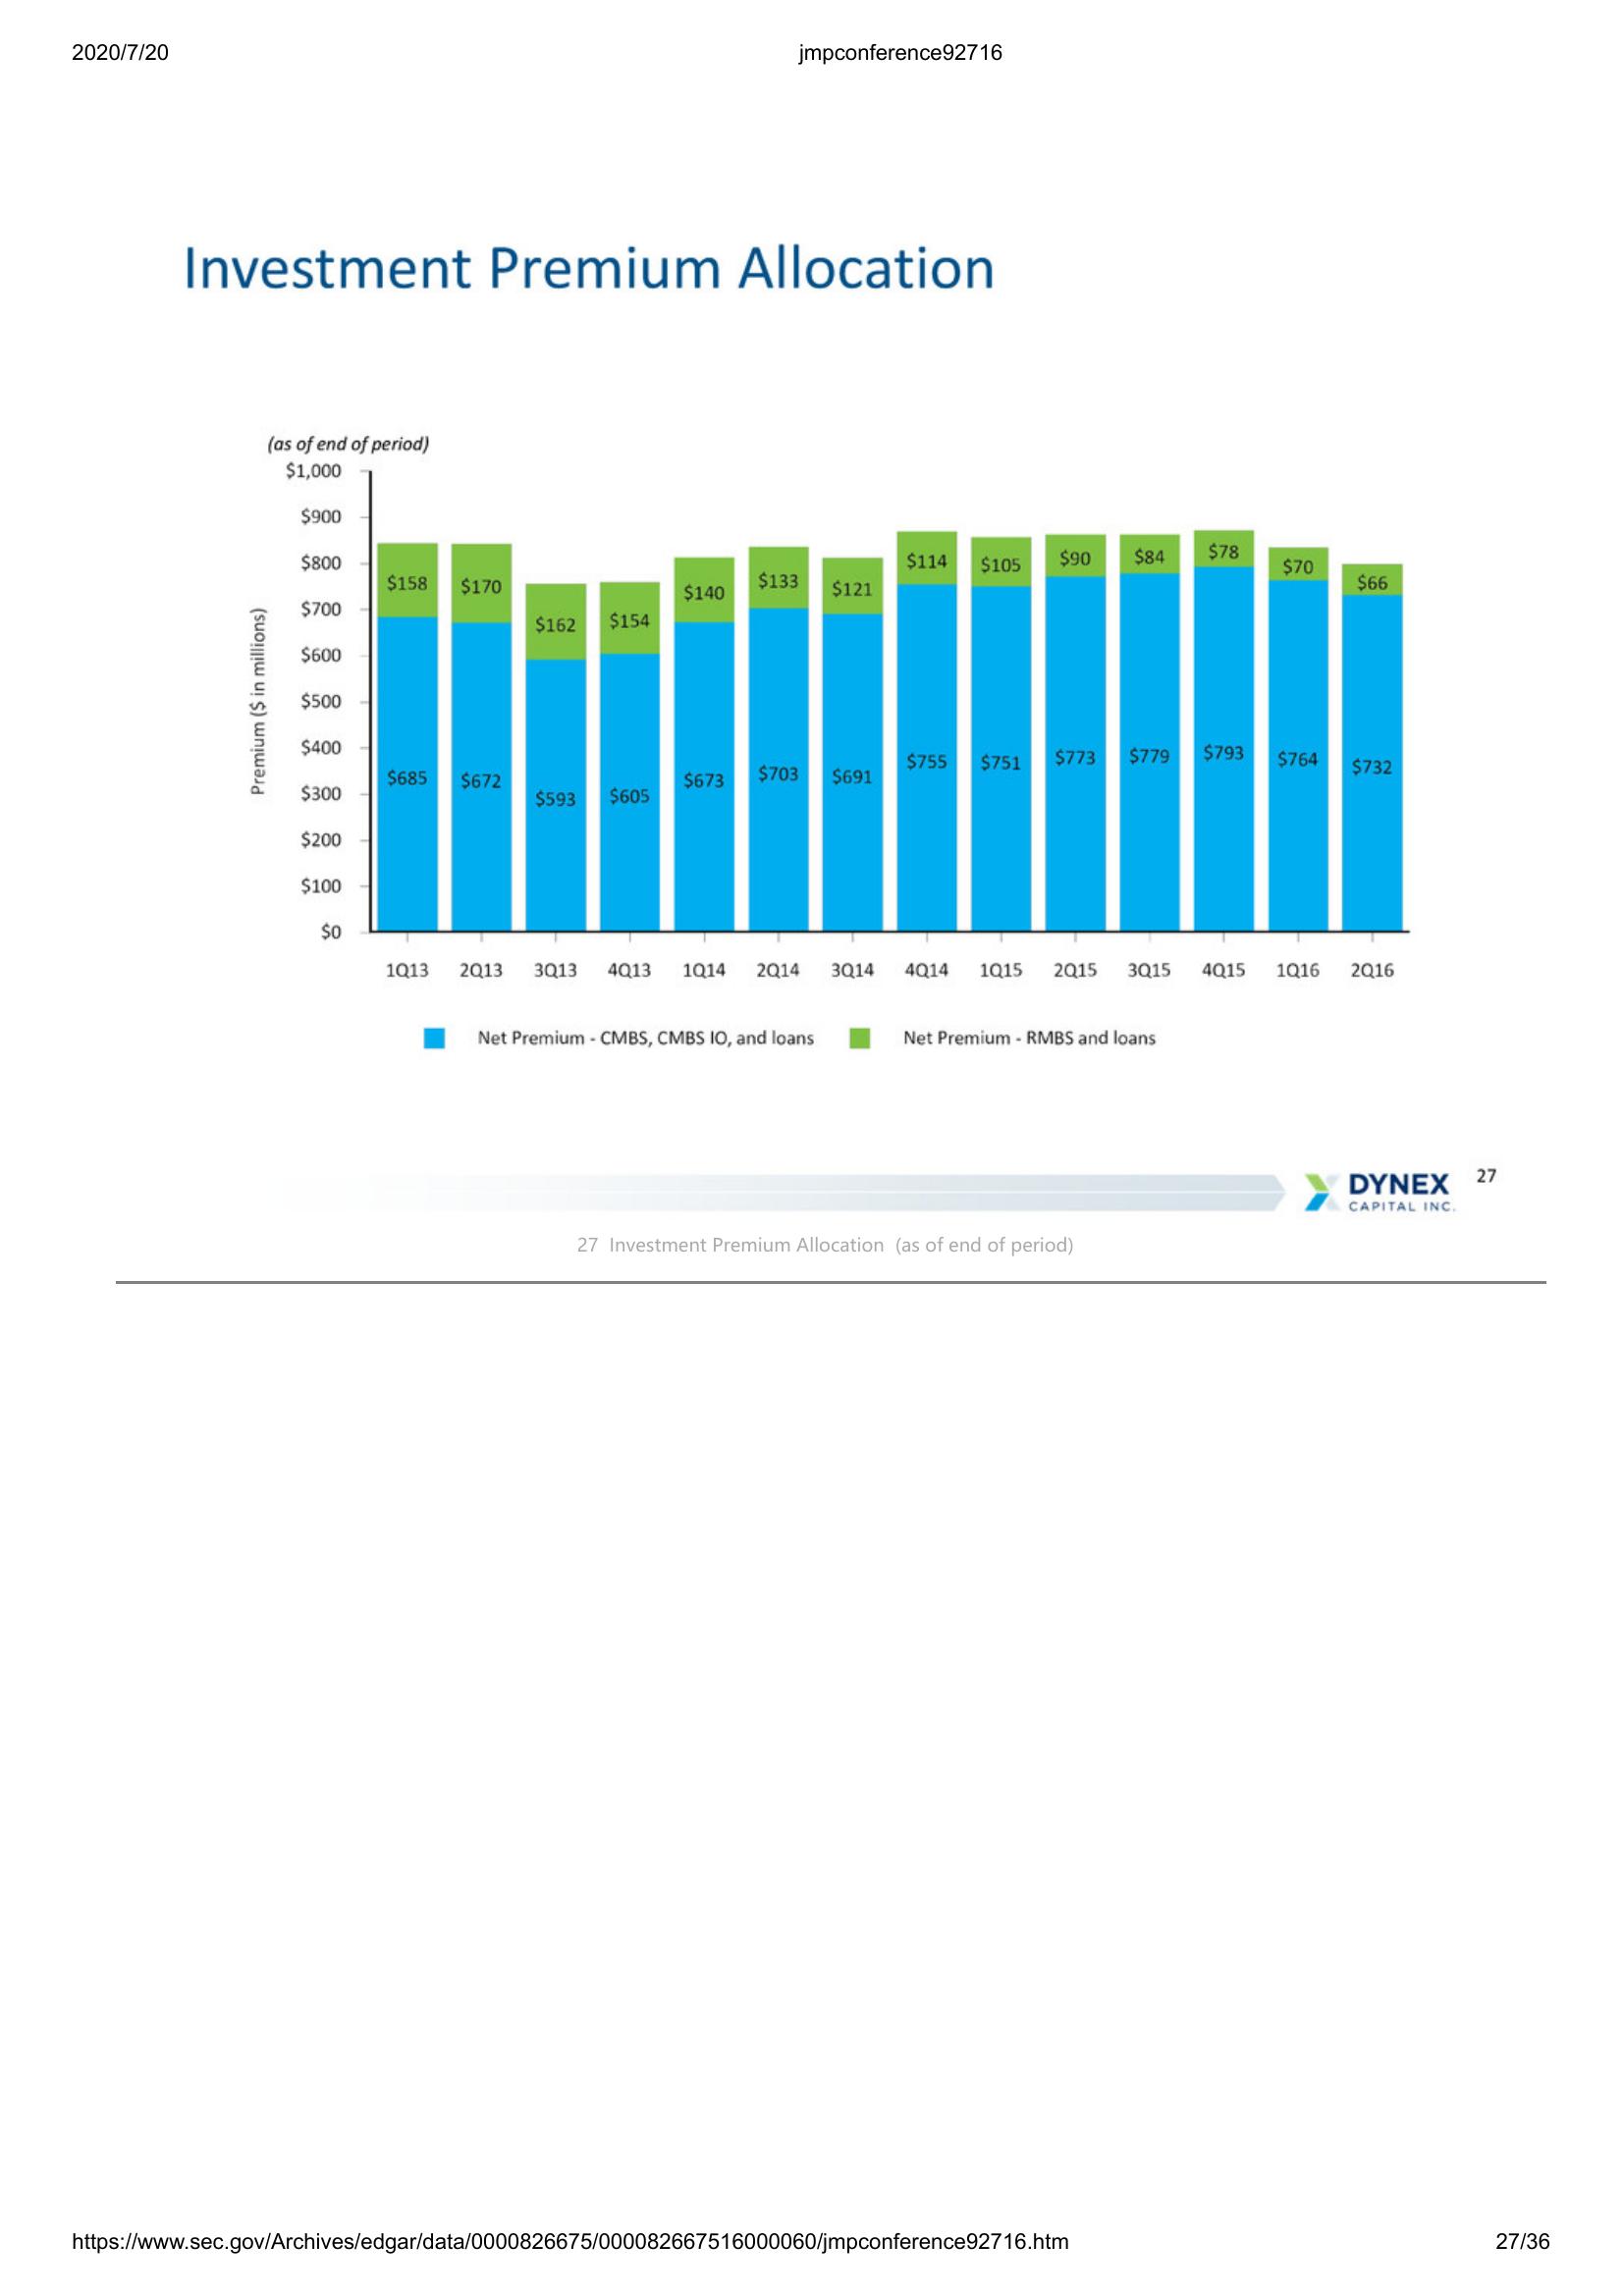 2020/7/20 jmpconference92716
Investment Premium Allocation
(as of end of period)
Premium ($ in millions)
$1,000
$900
$800
$700
$600
$500
$400
$300
$200
$100
$0
$158 $170 $162 $154 $140 $133 $121 $114 $105 $90 $84 $78 $70 $66
$685 $672 $593 $605 $673 $703 $691 $755 $751 $773 $779 $793 $764 $732
1Q13 2Q13 3Q13 4Q13 1Q14 2Q14 3Q14 4Q14 1Q15 2Q15 3Q15 4Q15 1Q16 2Q16
Net Premium - CMBS, CMBS IO, and loans Net Premium - RMBS and loans
DYNEX
CAPITAL INC.
27
27 Investment Premium Allocation (as of end of period)
https://www.sec.gov/Archives/edgar/data/0000826675/000082667516000060/jmpconference92716.htm 27/36